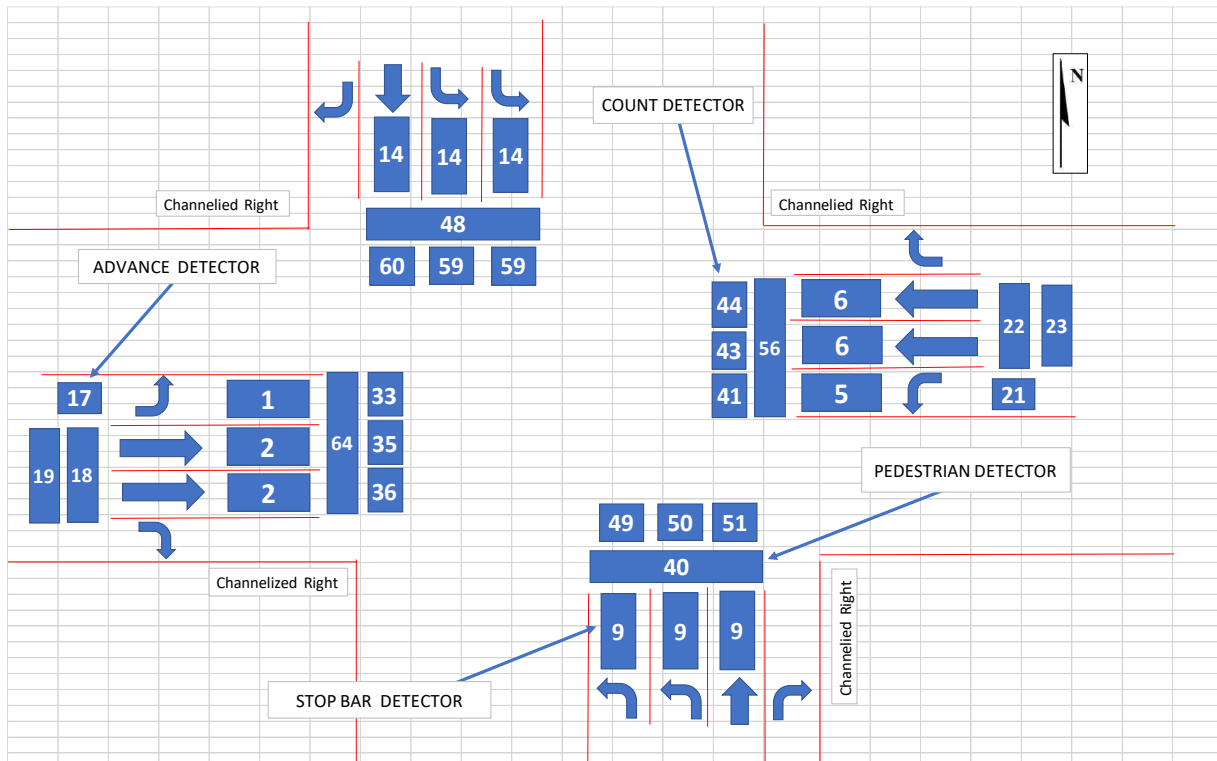 N
COUNT DETECTOR
14 14 14
Channelied Right
Channelied Right
48
ADVANCE DETECTOR
60 59 59
44 6 22 23
43 56 6
17 1 33 41 5 21
19 18 2 64 35
2 36
PEDESTRIAN DETECTOR
49 50 51
40
Channelized Right
Channelied Right
9 9 9
STOP BAR DETECTOR